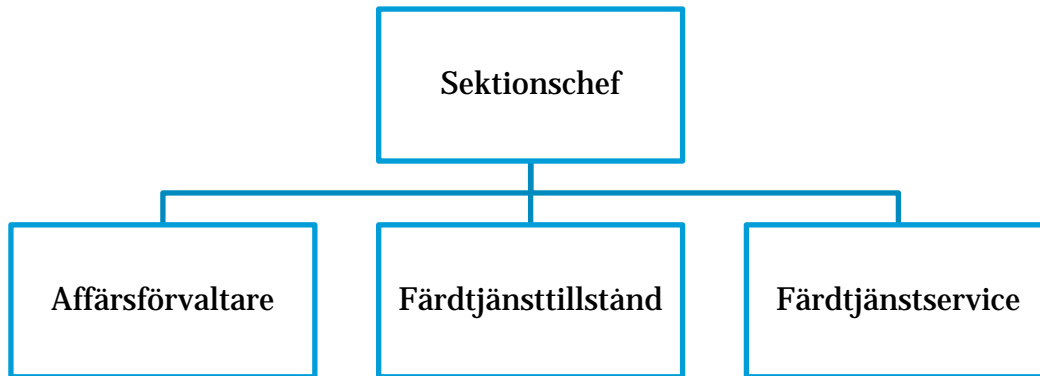 Sektionschef
Affärsförvaltare
Färdtjänsttillstånd
Färdtjänstservice